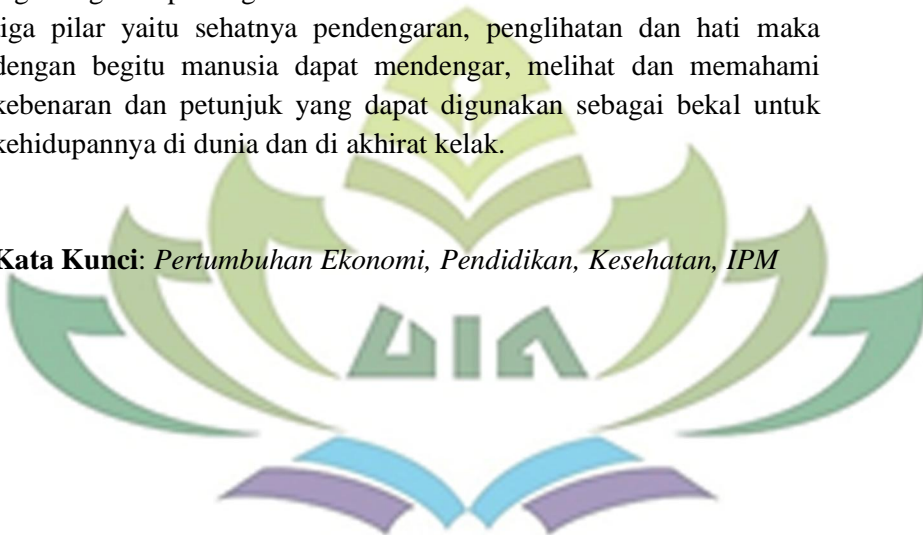 tiga pilar yaitu sehatnya pendengaran, penglihatan dan hati maka
dengan begitu manusia dapat mendengar, melihat dan memahami
kebenaran dan petunjuk yang dapat digunakan sebagai bekal untuk
kehidupannya di dunia dan di akhirat kelak.
Kata Kunci: Pertumbuhan Ekonomi, Pendidikan, Kesehatan, IPM
UIN